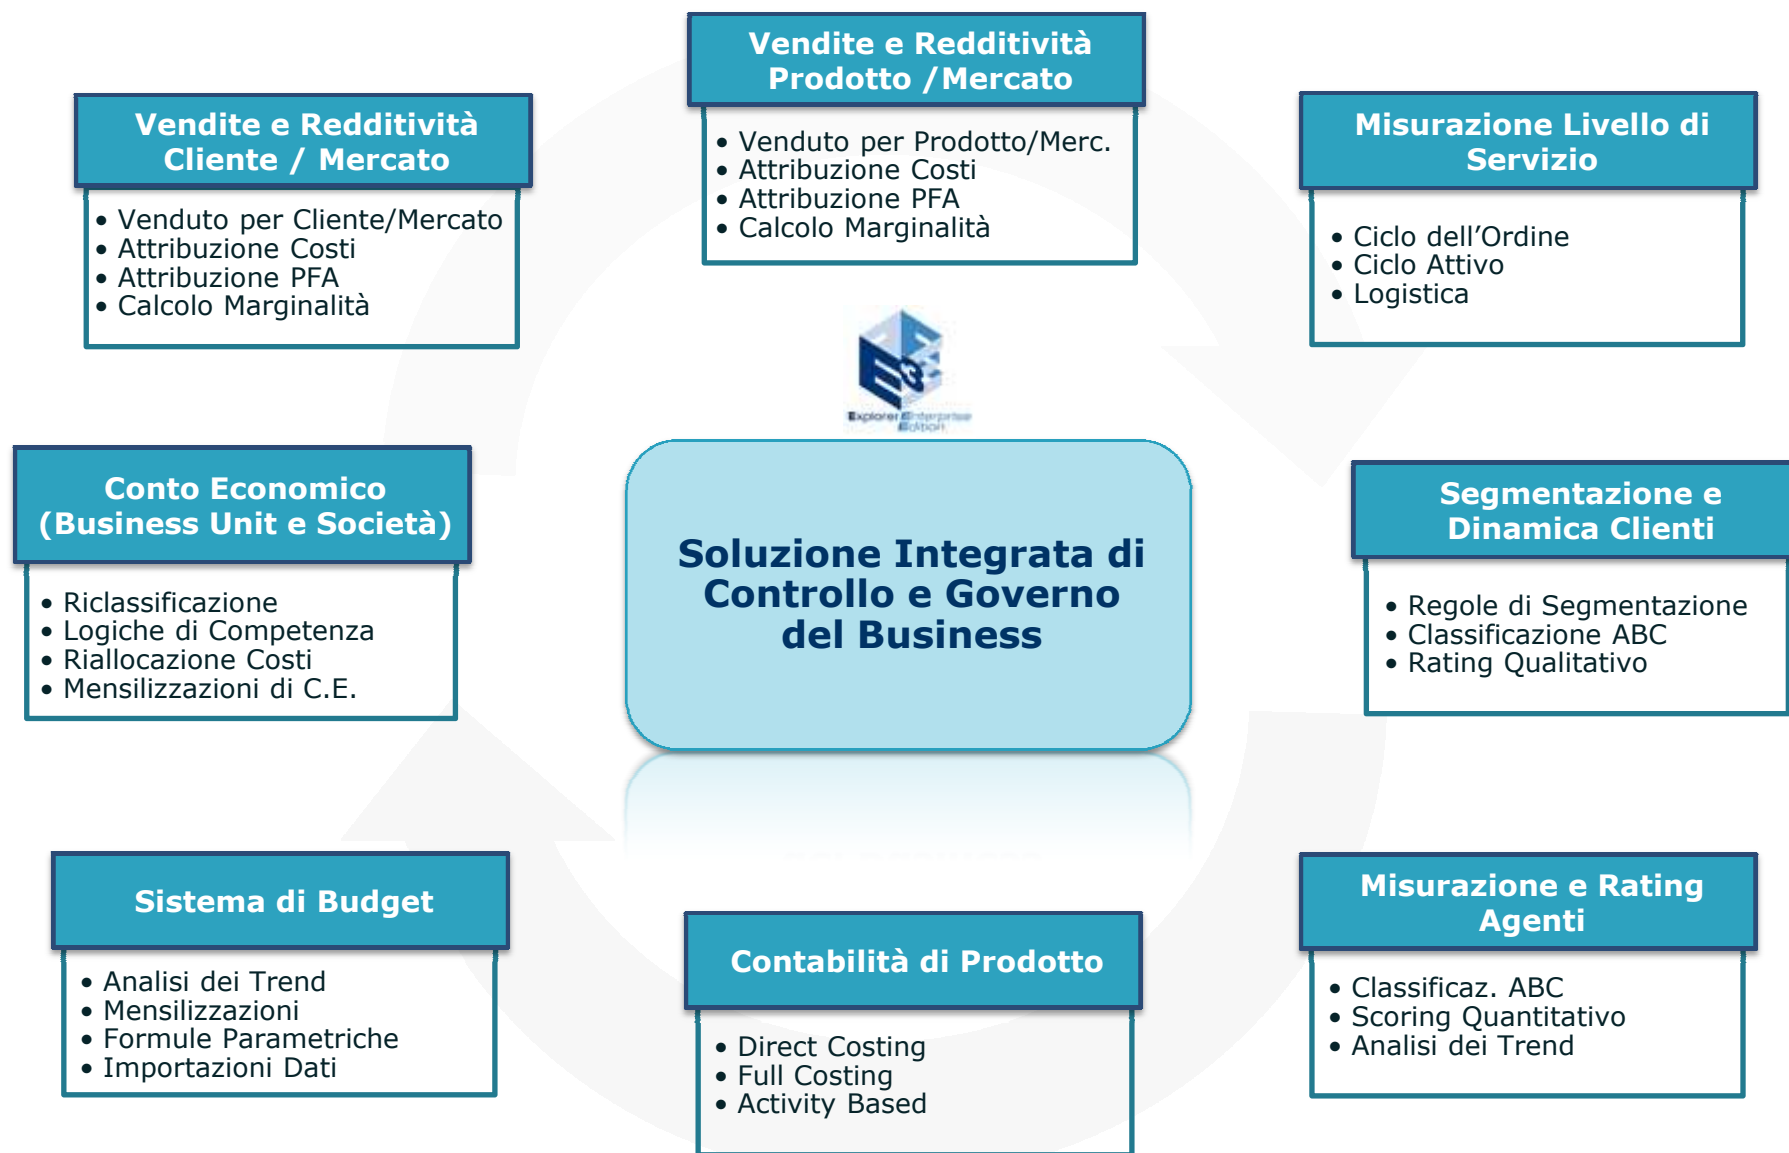 Vendite e Redditività
Prodotto /Mercato
• Venduto per Prodotto/Merc.
• Attribuzione Costi
• Attribuzione PFA
• Calcolo Marginalità
Vendite e Redditività
Cliente / Mercato
• Venduto per Cliente/Mercato
• Attribuzione Costi
• Attribuzione PFA
• Calcolo Marginalità
Misurazione Livello di
Servizio
• Ciclo dell’Ordine
• Ciclo Attivo
• Logistica
E3E
Explorer Enterprise
Edition
Conto Economico
(Business Unit e Società)
• Riclassificazione
• Logiche di Competenza
• Riallocazione Costi
• Mensilizzazioni di C.E.
Soluzione Integrata di
Controllo e Governo
del Business
Segmentazione e
Dinamica Clienti
• Regole di Segmentazione
• Classificazione ABC
• Rating Qualitativo
Sistema di Budget
• Analisi dei Trend
• Mensilizzazioni
• Formule Parametriche
• Importazioni Dati
Contabilità di Prodotto
• Direct Costing
• Full Costing
• Activity Based
Misurazione e Rating
Agenti
• Classificaz. ABC
• Scoring Quantitativo
• Analisi dei Trend